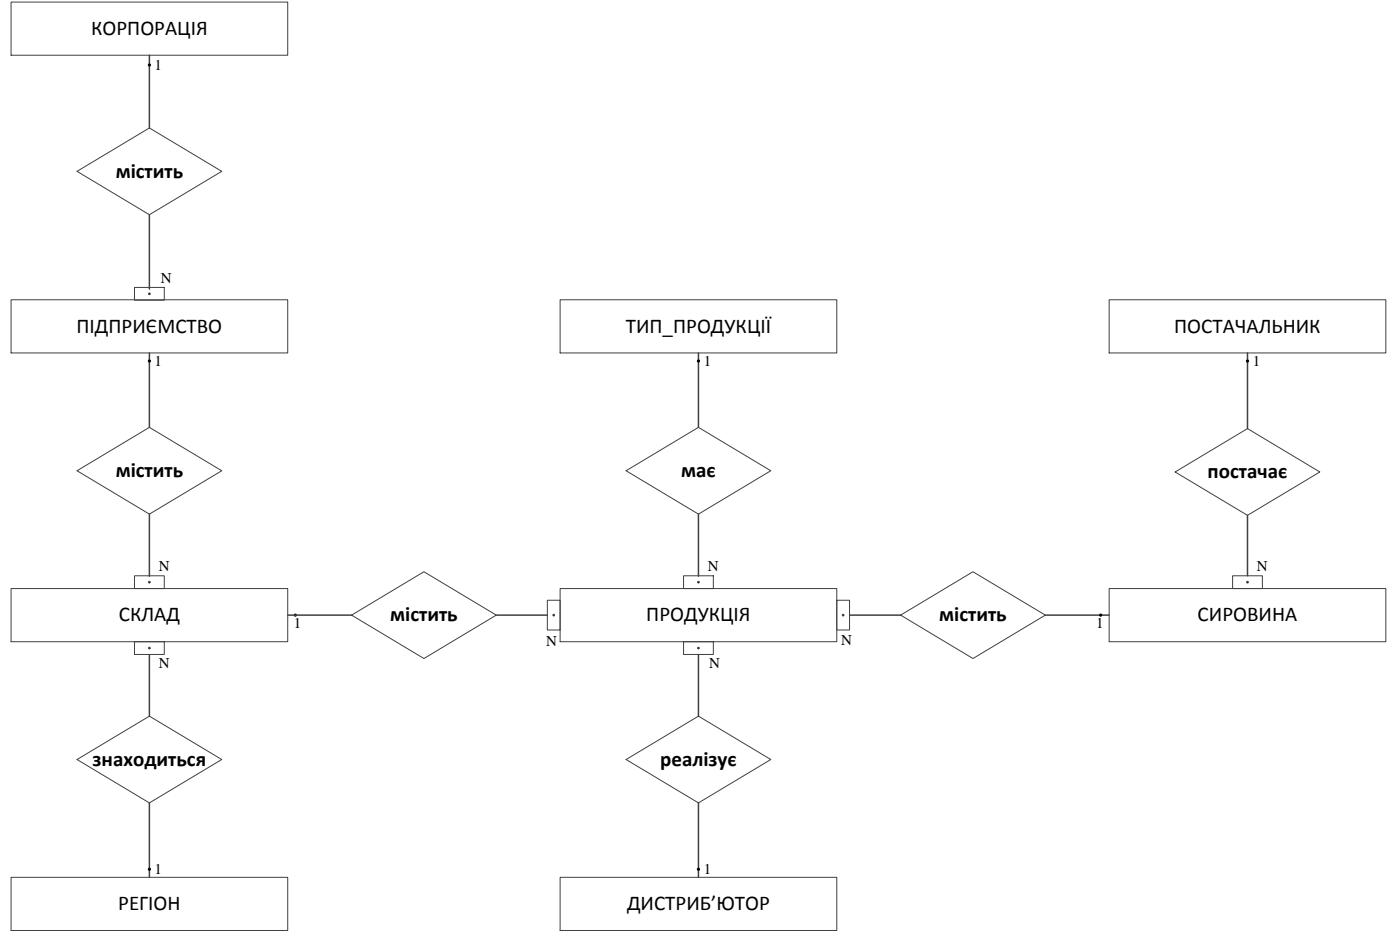 КОРПОРАЦІЯ
1
містить
N
ПІДПРИЄМСТВО
ТИП_ПРОДУКЦІЇ
ПОСТАЧАЛЬНИК
1
1
1
містить
має
постачає
N
N
N
СКЛАД
1
містить
N
ПРОДУКЦІЯ
N
містить
1
СИРОВИНА
N
N
знаходиться
реалізує
1
1
РЕГІОН
ДИСТРИБ’ЮТОР